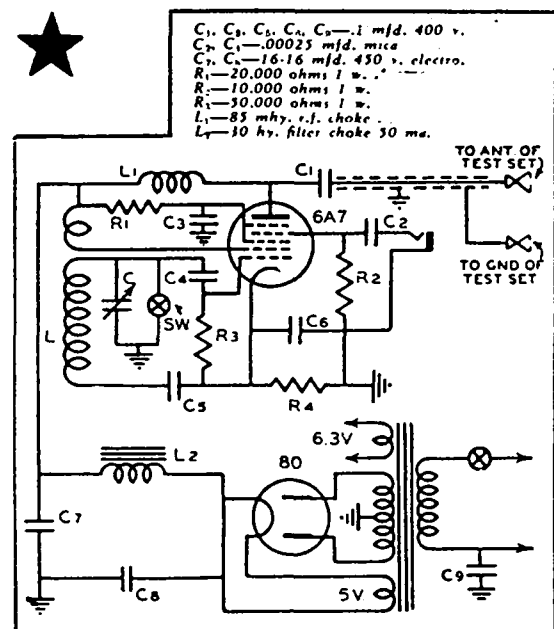 C₁, C₃, C₅, C₆, C₉—.1 mfd. 400 v.
C₂, C₄—.00025 mfd. mica
C₇, C₈—16-16 mfd. 450 v. electro.
R₁—20,000 ohms 1 w.
R₂—10,000 ohms 1 w.
R₃—50,000 ohms 1 w.
L₁—85 mhy. r.f. choke
L₂—30 hy. filter choke 50 ma.
TO ANT. OF
TEST SET
L1
C1
6A7
R1
C3
C2
TO GND OF
TEST SET
C
C4
R2
SW
L
R3
C6
C5
R4
6.3V
L2
80
C7
C8
5V
C9